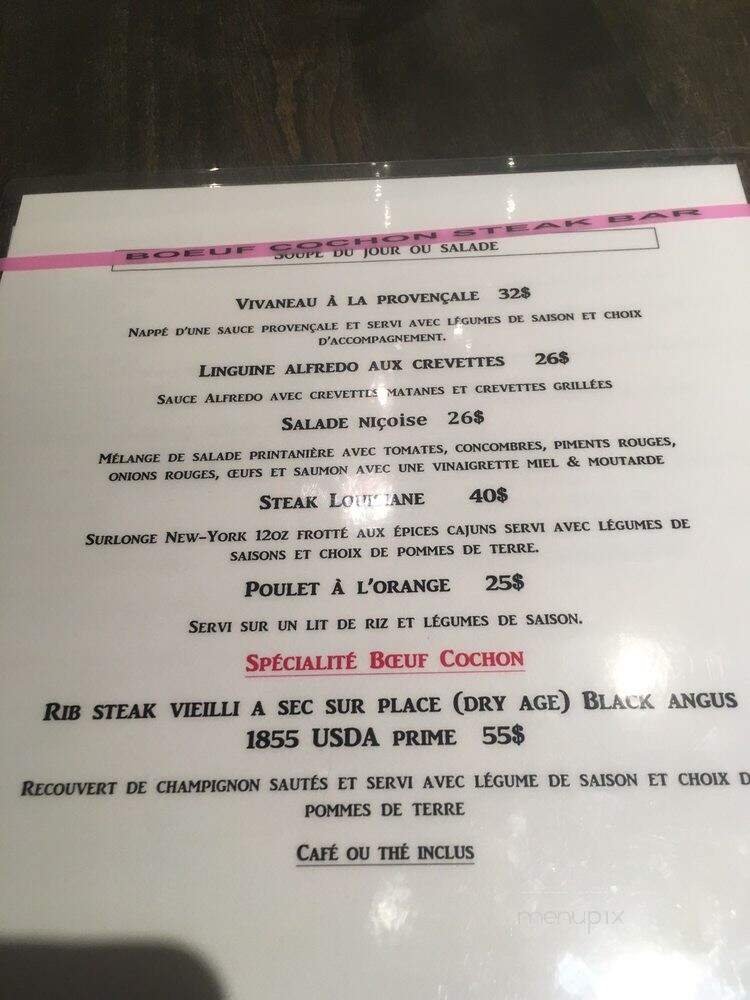 BOEUF COCHON STEAK BAR
SOUPE DU JOUR OU SALADE
VIVANEAU À LA PROVENÇALE 32$
NAPPÉ D'UNE SAUCE PROVENÇALE ET SERVI AVEC LÉGUMES DE SAISON ET CHOIX
D'ACCOMPAGNEMENT.
LINGUINE ALFREDO AUX CREVETTES 26$
SAUCE ALFREDO AVEC CREVETTES MATANES ET CREVETTES GRILLÉES
SALADE NIÇOISE 26$
MÉLANGE DE SALADE PRINTANIÈRE AVEC TOMATES, CONCOMBRES, PIMENTS ROUGES,
ONIONS ROUGES, ŒUFS ET SAUMON AVEC UNE VINAIGRETTE MIEL & MOUTARDE
STEAK LOUISIANE 40$
SURLONGE NEW-YORK 12OZ FROTTÉ AUX ÉPICES CAJUNS SERVI AVEC LÉGUMES DE
SAISONS ET CHOIX DE POMMES DE TERRE.
POULET À L'ORANGE 25$
SERVI SUR UN LIT DE RIZ ET LÉGUMES DE SAISON.
SPÉCIALITÉ BŒUF COCHON
RIB STEAK VIEILLI A SEC SUR PLACE (DRY AGE) BLACK ANGUS
1855 USDA PRIME 55$
RECOUVERT DE CHAMPIGNON SAUTÉS ET SERVI AVEC LÉGUME DE SAISON ET CHOIX D
POMMES DE TERRE
CAFÉ OU THÉ INCLUS
menupix